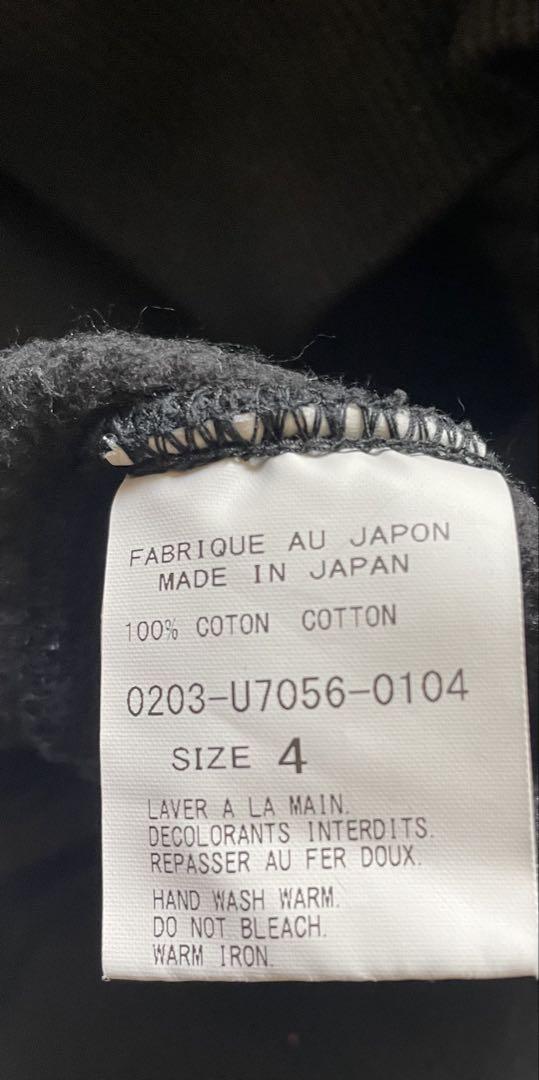 FABRIQUE AU JAPON
MADE IN JAPAN
100% COTON COTTON
0203-U7056-0104
SIZE 4
LAVER A LA MAIN.
DECOLORANTS INTERDITS.
REPASSER AU FER DOUX.
HAND WASH WARM.
DO NOT BLEACH.
WARM IRON.